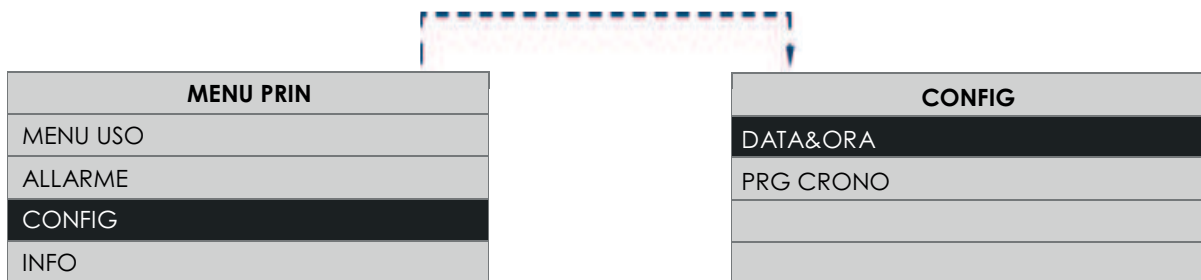 MENU PRIN
MENU USO
ALLARME
CONFIG
INFO
CONFIG
DATA&ORA
PRG CRONO